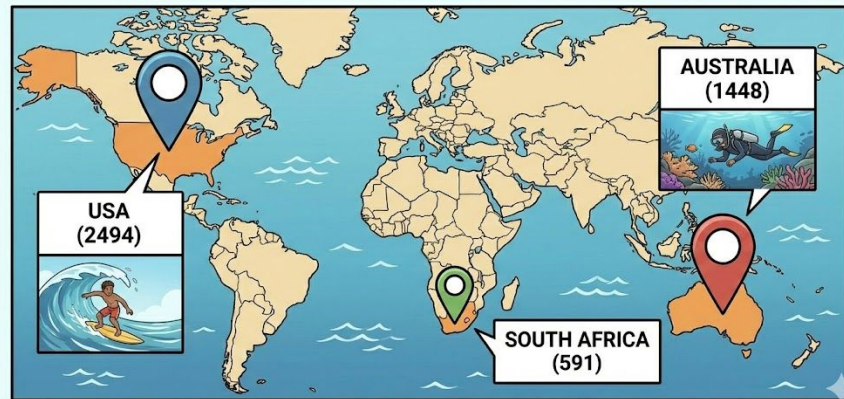 USA
(2494)
AUSTRALIA
(1448)
SOUTH AFRICA
(591)